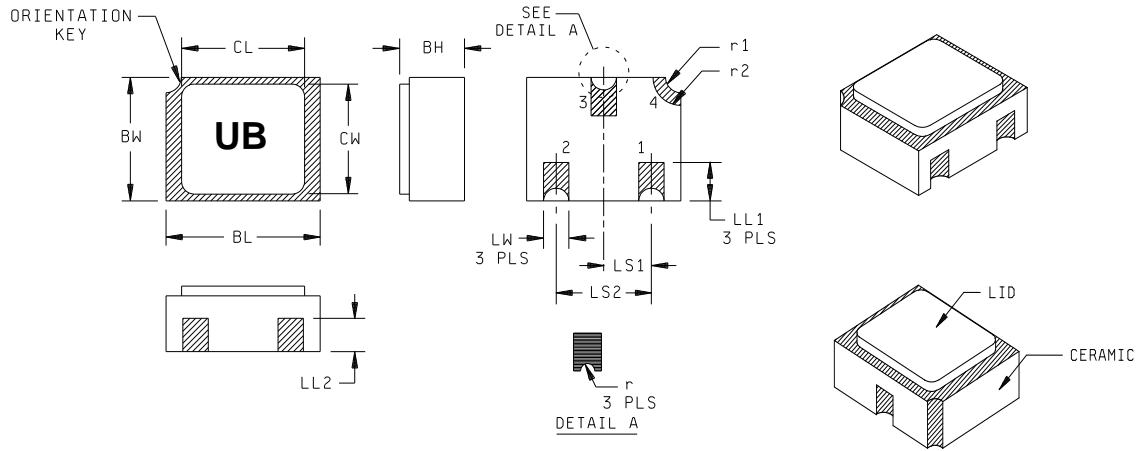 ORIENTATION
KEY
CL
BH
SEE
DETAIL A
r1
r2
BW
UB
CW
3
4
2
1
BL
LW
3 PLS
LL1
3 PLS
LS1
LS2
LL2
r
3 PLS
DETAIL A
LID
CERAMIC